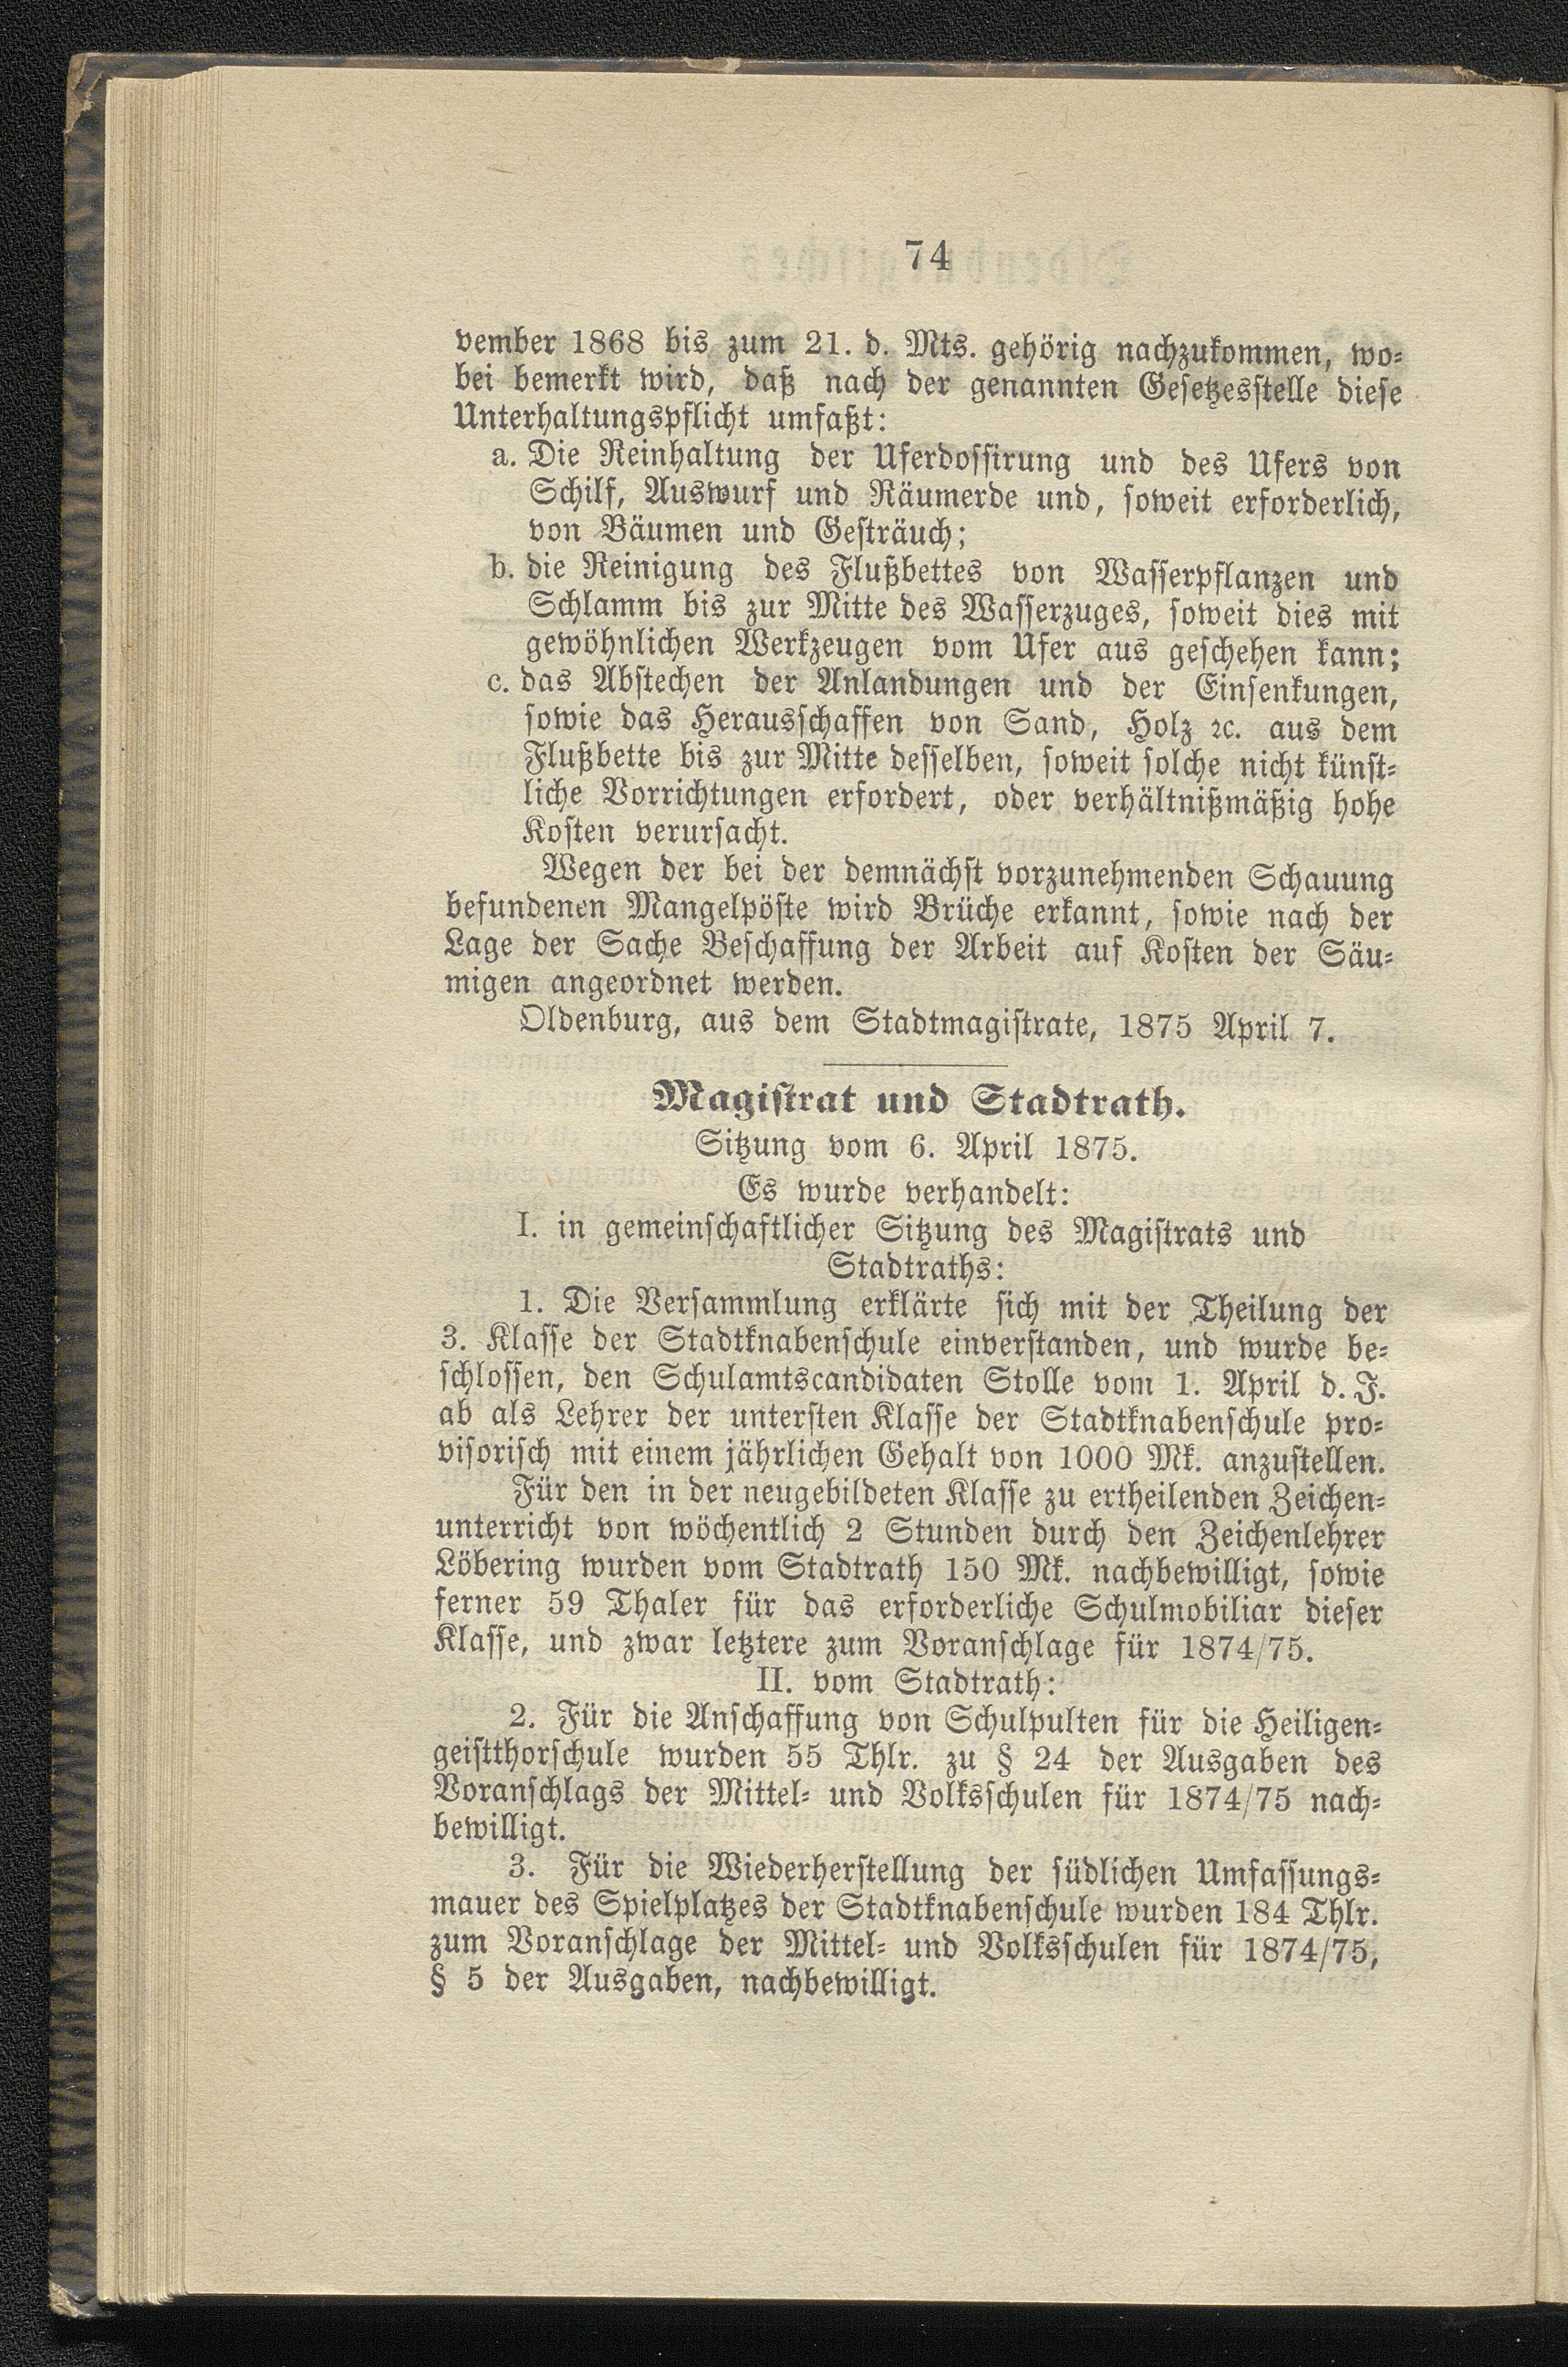 74
vember 1868 bis zum 21. d. Mts. gehörig nachzukommen, wo-
bei bemerkt wird, daß nach der genannten Gesetzesstelle diese
Unterhaltungspflicht umfaßt:
a. Die Reinhaltung der Uferdossirung und des Ufers von
Schilf, Auswurf und Räumerde und, soweit erforderlich,
von Bäumen und Gesträuch;
b. die Reinigung des Flußbettes von Wasserpflanzen und
Schlamm bis zur Mitte des Wasserzuges, soweit dies mit
gewöhnlichen Werkzeugen vom Ufer aus geschehen kann;
c. das Abstechen der Anlandungen und der Einsenkungen,
sowie das Herausschaffen von Sand, Holz ꝛc. aus dem
Flußbette bis zur Mitte desselben, soweit solche nicht künst-
liche Vorrichtungen erfordert, oder verhältnißmäßig hohe
Kosten verursacht.
Wegen der bei der demnächst vorzunehmenden Schauung
befundenen Mangelpöste wird Brüche erkannt, sowie nach der
Lage der Sache Beschaffung der Arbeit auf Kosten der Säu-
migen angeordnet werden.
Oldenburg, aus dem Stadtmagistrate, 1875 April 7.
Magistrat und Stadtrath.
Sitzung vom 6. April 1875.
Es wurde verhandelt:
I. in gemeinschaftlicher Sitzung des Magistrats und
Stadtraths:
1. Die Versammlung erklärte sich mit der Theilung der
3. Klasse der Stadtknabenschule einverstanden, und wurde be-
schlossen, den Schulamtscandidaten Stolle vom 1. April d. J.
ab als Lehrer der untersten Klasse der Stadtknabenschule pro-
visorisch mit einem jährlichen Gehalt von 1000 Mk. anzustellen.
Für den in der neugebildeten Klasse zu ertheilenden Zeichen-
unterricht von wöchentlich 2 Stunden durch den Zeichenlehrer
Löbering wurden vom Stadtrath 150 Mk. nachbewilligt, sowie
ferner 59 Thaler für das erforderliche Schulmobiliar dieser
Klasse, und zwar letztere zum Voranschlage für 1874/75.
II. vom Stadtrath:
2. Für die Anschaffung von Schulpulten für die Heiligen-
geistthorschule wurden 55 Thlr. zu § 24 der Ausgaben des
Voranschlags der Mittel- und Volksschulen für 1874/75 nach-
bewilligt.
3. Für die Wiederherstellung der südlichen Umfassungs-
mauer des Spielplatzes der Stadtknabenschule wurden 184 Thlr.
zum Voranschlage der Mittel- und Volksschulen für 1874/75,
§ 5 der Ausgaben, nachbewilligt.